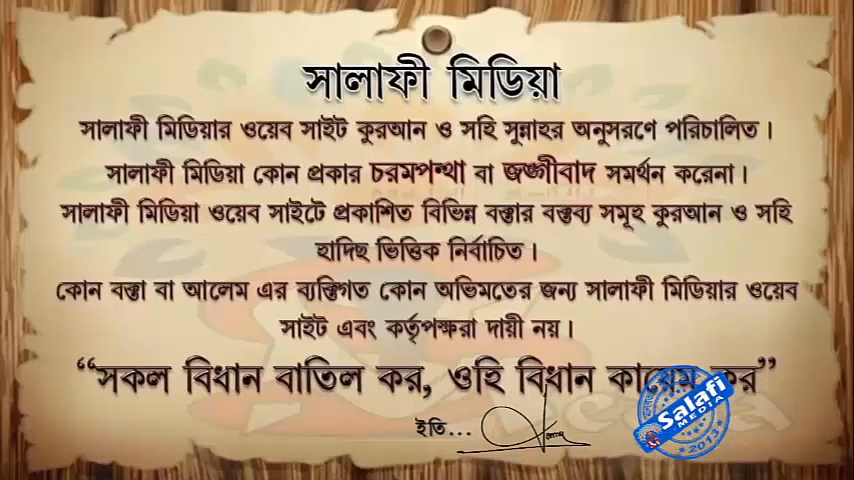 সালাফী মিডিয়া
সালাফী মিডিয়ার ওয়েব সাইট কুরআন ও সহি সুন্নাহর অনুসরণে পরিচালিত।
সালাফী মিডিয়া কোন প্রকার চরমপন্থা বা জঙ্গীবাদ সমর্থন করেনা।
সালাফী মিডিয়া ওয়েব সাইটে প্রকাশিত বিভিন্ন বক্তার বক্তব্য সমূহ কুরআন ও সহি
হাদিছ ভিত্তিক নির্বাচিত।
কোন বক্তা বা আলেম এর ব্যক্তিগত কোন অভিমতের জন্য সালাফী মিডিয়ার ওয়েব
সাইট এবং কর্তৃপক্ষরা দায়ী নয়।
“সকল বিধান বাতিল কর, ওহি বিধান কায়েম কর”
ইতি...
Salafi
MEDIA
2013